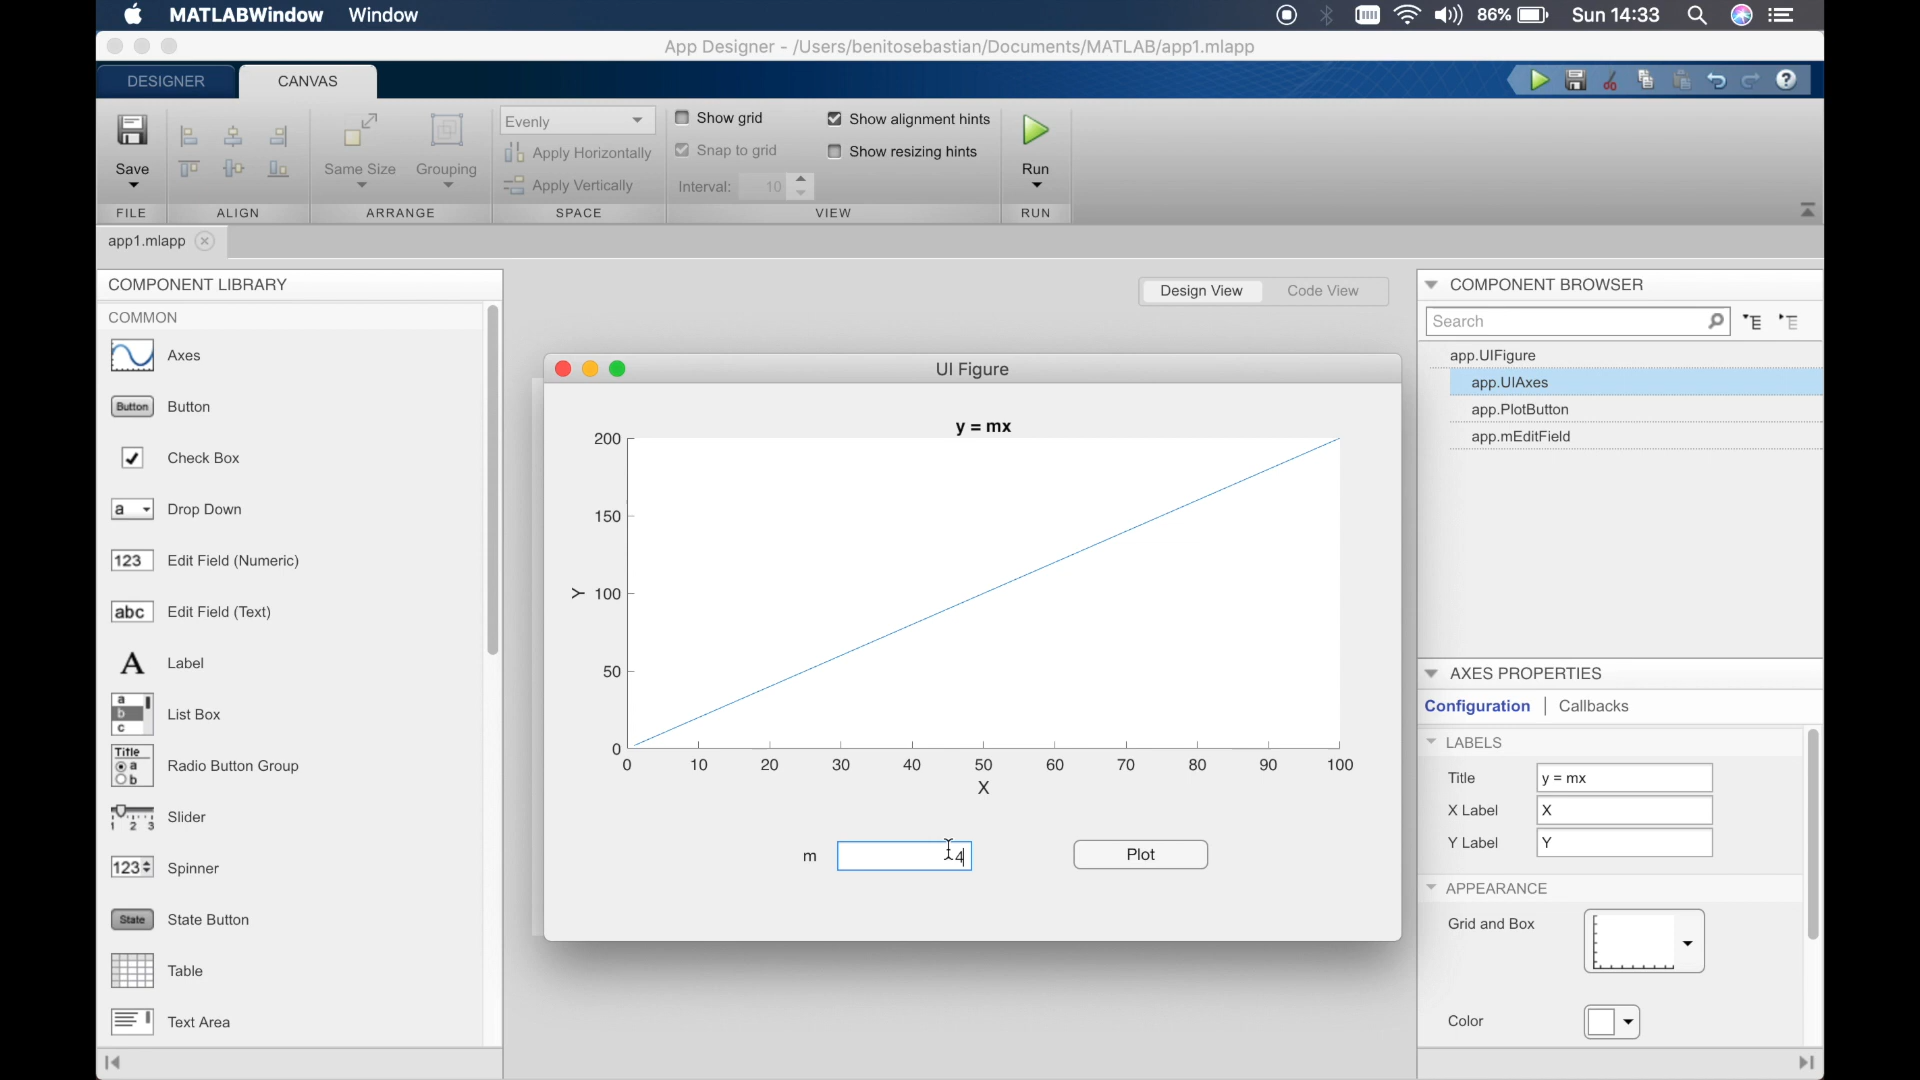 MATLABWindow Window
86% Sun 14:33
App Designer - /Users/benitosebastian/Documents/MATLAB/app1.mlapp
DESIGNER CANVAS
Save
FILE
ALIGN
Same Size Grouping
ARRANGE
Evenly
Apply Horizontally
Apply Vertically
SPACE
Show grid
Snap to grid
Interval: 10
Show alignment hints
Show resizing hints
VIEW
Run
RUN
app1.mlapp
COMPONENT LIBRARY
COMMON
Axes
Button Button
Check Box
a Drop Down
123 Edit Field (Numeric)
abc Edit Field (Text)
A Label
a
b
c
List Box
Title
a
b
Radio Button Group
1 2 3 Slider
123 Spinner
State State Button
Table
Text Area
Design View Code View
UI Figure
y = mx
200
150
100
50
0
Y
0 10 20 30 40 50 60 70 80 90 100
X
m 4 Plot
COMPONENT BROWSER
Search
app.UIFigure
app.UIAxes
app.PlotButton
app.mEditField
AXES PROPERTIES
Configuration | Callbacks
LABELS
Title y = mx
X Label X
Y Label Y
APPEARANCE
Grid and Box
Color